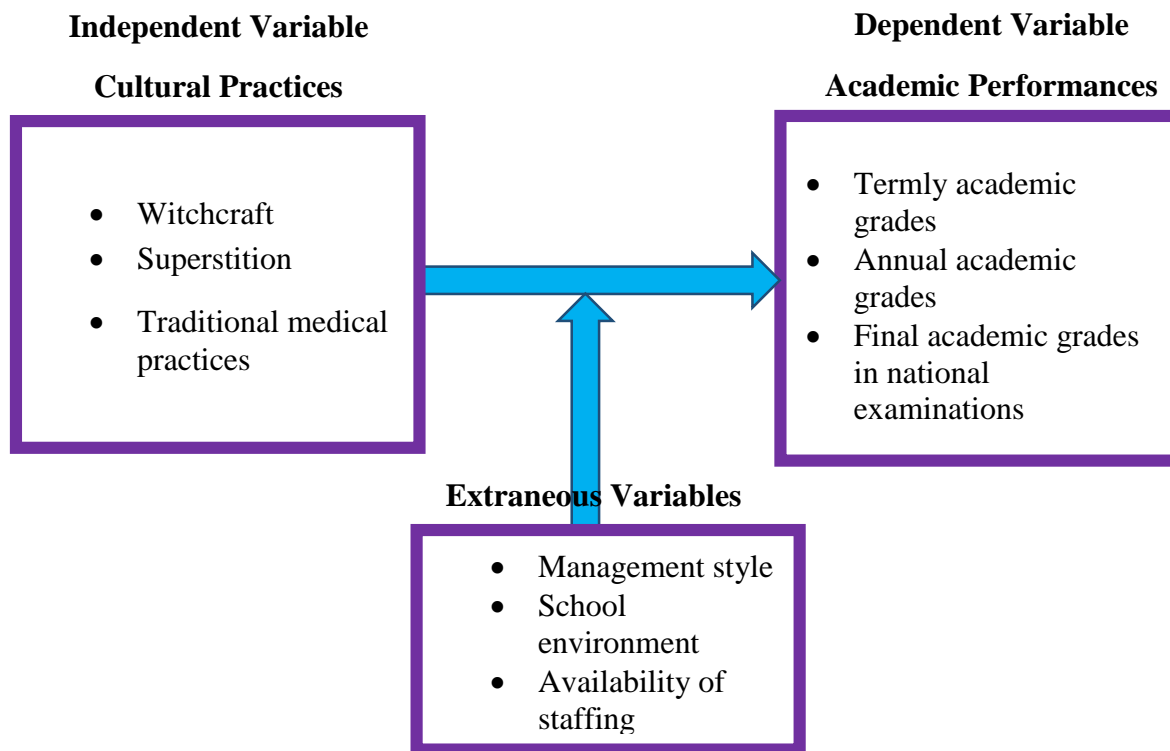 Independent Variable
Cultural Practices
• Witchcraft
• Superstition
• Traditional medical
practices
Dependent Variable
Academic Performances
• Termly academic
grades
• Annual academic
grades
• Final academic grades
in national
examinations
Extraneous Variables
• Management style
• School
environment
• Availability of
staffing